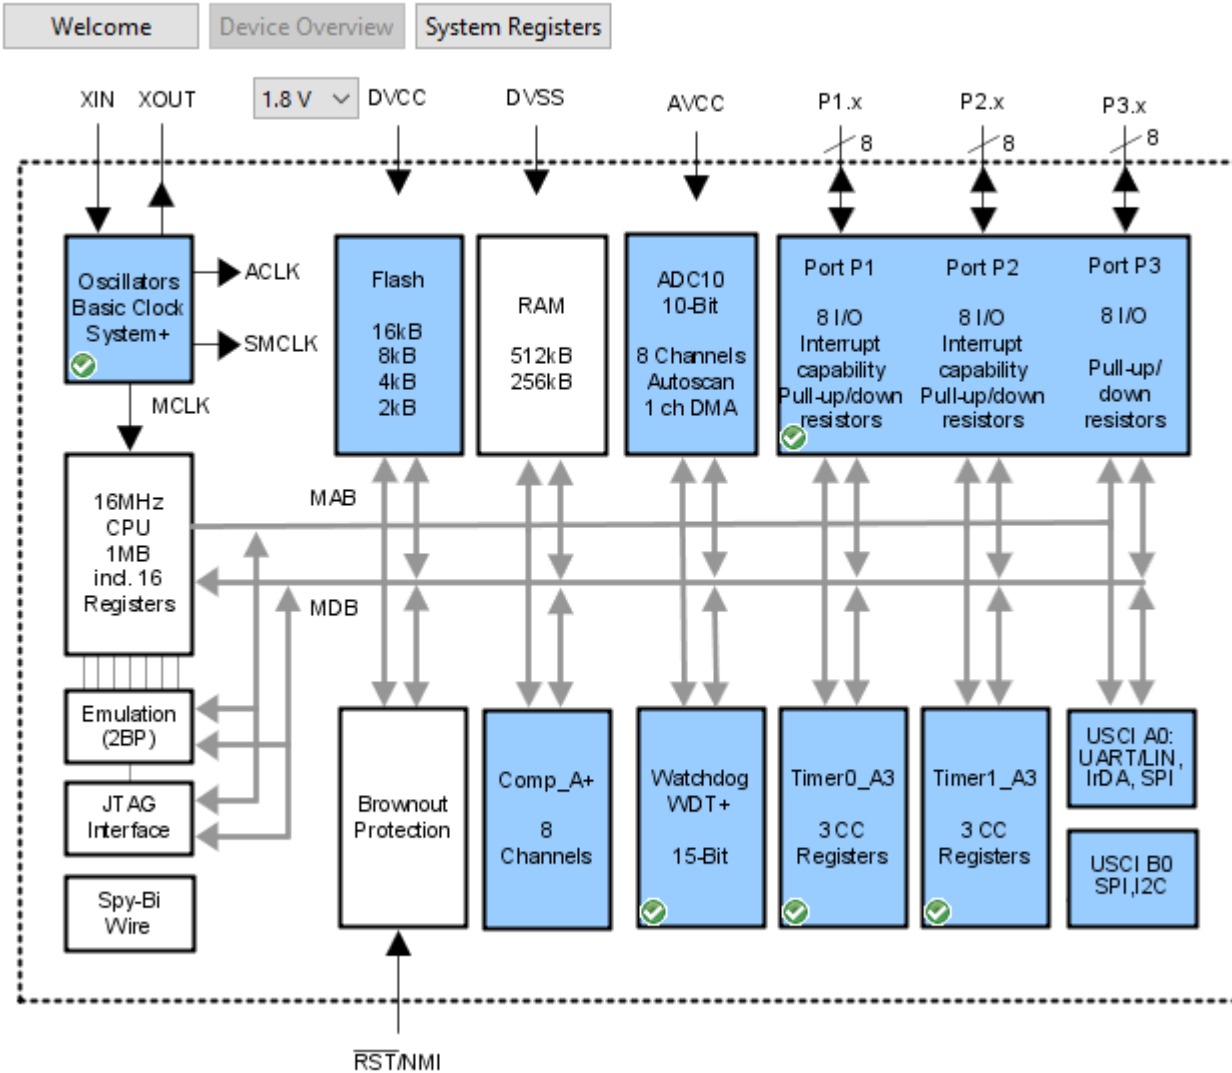 Welcome
Device Overview
System Registers
XIN
XOUT
1.8 V
DVCC
DVSS
AVCC
P1.x
P2.x
P3.x
8
8
8
Oscillators
Basic Clock
System+
ACLK
SMCLK
MCLK
Flash
16kB
8kB
4kB
2kB
RAM
512kB
256kB
ADC10
10-Bit
8 Channels
Autoscan
1 ch DMA
Port P1
8 I/O
Interrupt
capability
Pull-up/down
resistors
Port P2
8 I/O
Interrupt
capability
Pull-up/down
resistors
Port P3
8 I/O
Pull-up/
down
resistors
16MHz
CPU
1MB
incl. 16
Registers
MAB
MDB
Emulation
(2BP)
JTAG
Interface
Spy-Bi
Wire
Brownout
Protection
Comp_A+
8
Channels
Watchdog
WDT+
15-Bit
Timer0_A3
3 CC
Registers
Timer1_A3
3 CC
Registers
USCI A0:
UART/LIN,
IrDA, SPI
USCI B0
SPI,I2C
RST/NMI